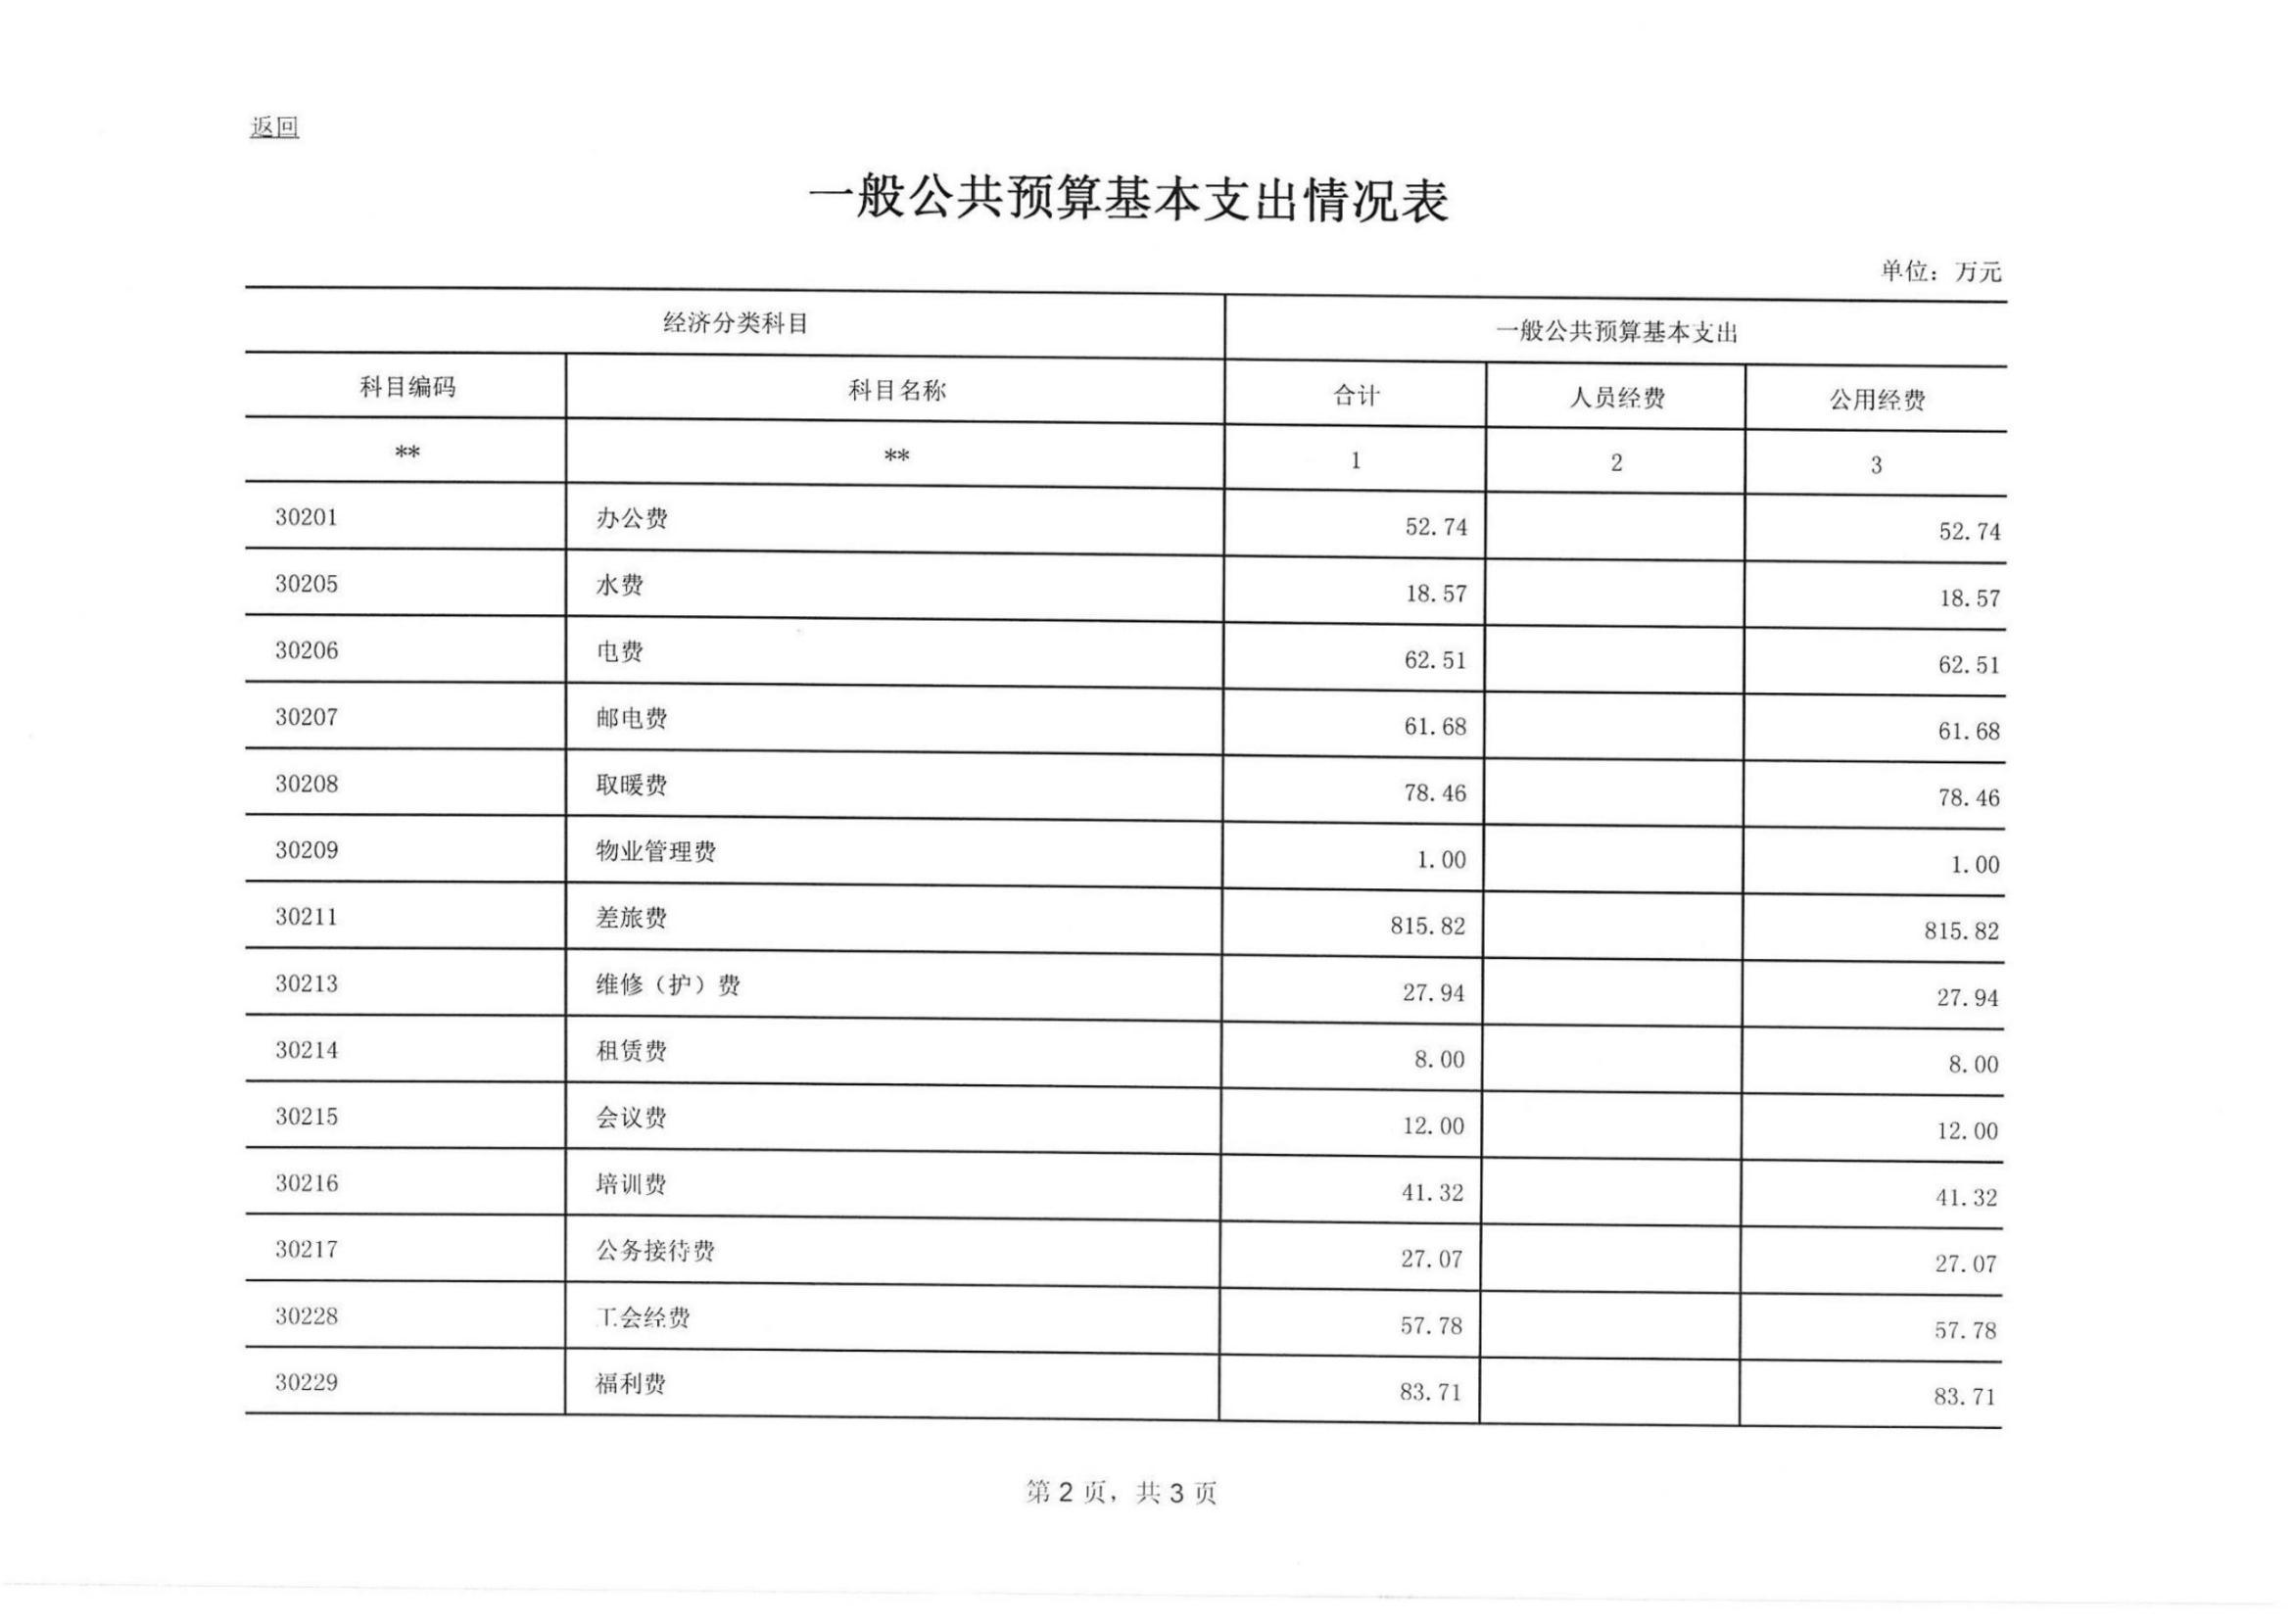 返回
一般公共预算基本支出情况表
单位：万元
经济分类科目 一般公共预算基本支出
科目编码 科目名称 合计 人员经费 公用经费
** ** 1 2 3
30201 办公费 52.74 52.74
30205 水费 18.57 18.57
30206 电费 62.51 62.51
30207 邮电费 61.68 61.68
30208 取暖费 78.46 78.46
30209 物业管理费 1.00 1.00
30211 差旅费 815.82 815.82
30213 维修（护）费 27.94 27.94
30214 租赁费 8.00 8.00
30215 会议费 12.00 12.00
30216 培训费 41.32 41.32
30217 公务接待费 27.07 27.07
30228 工会经费 57.78 57.78
30229 福利费 83.71 83.71
第 2 页，共 3 页